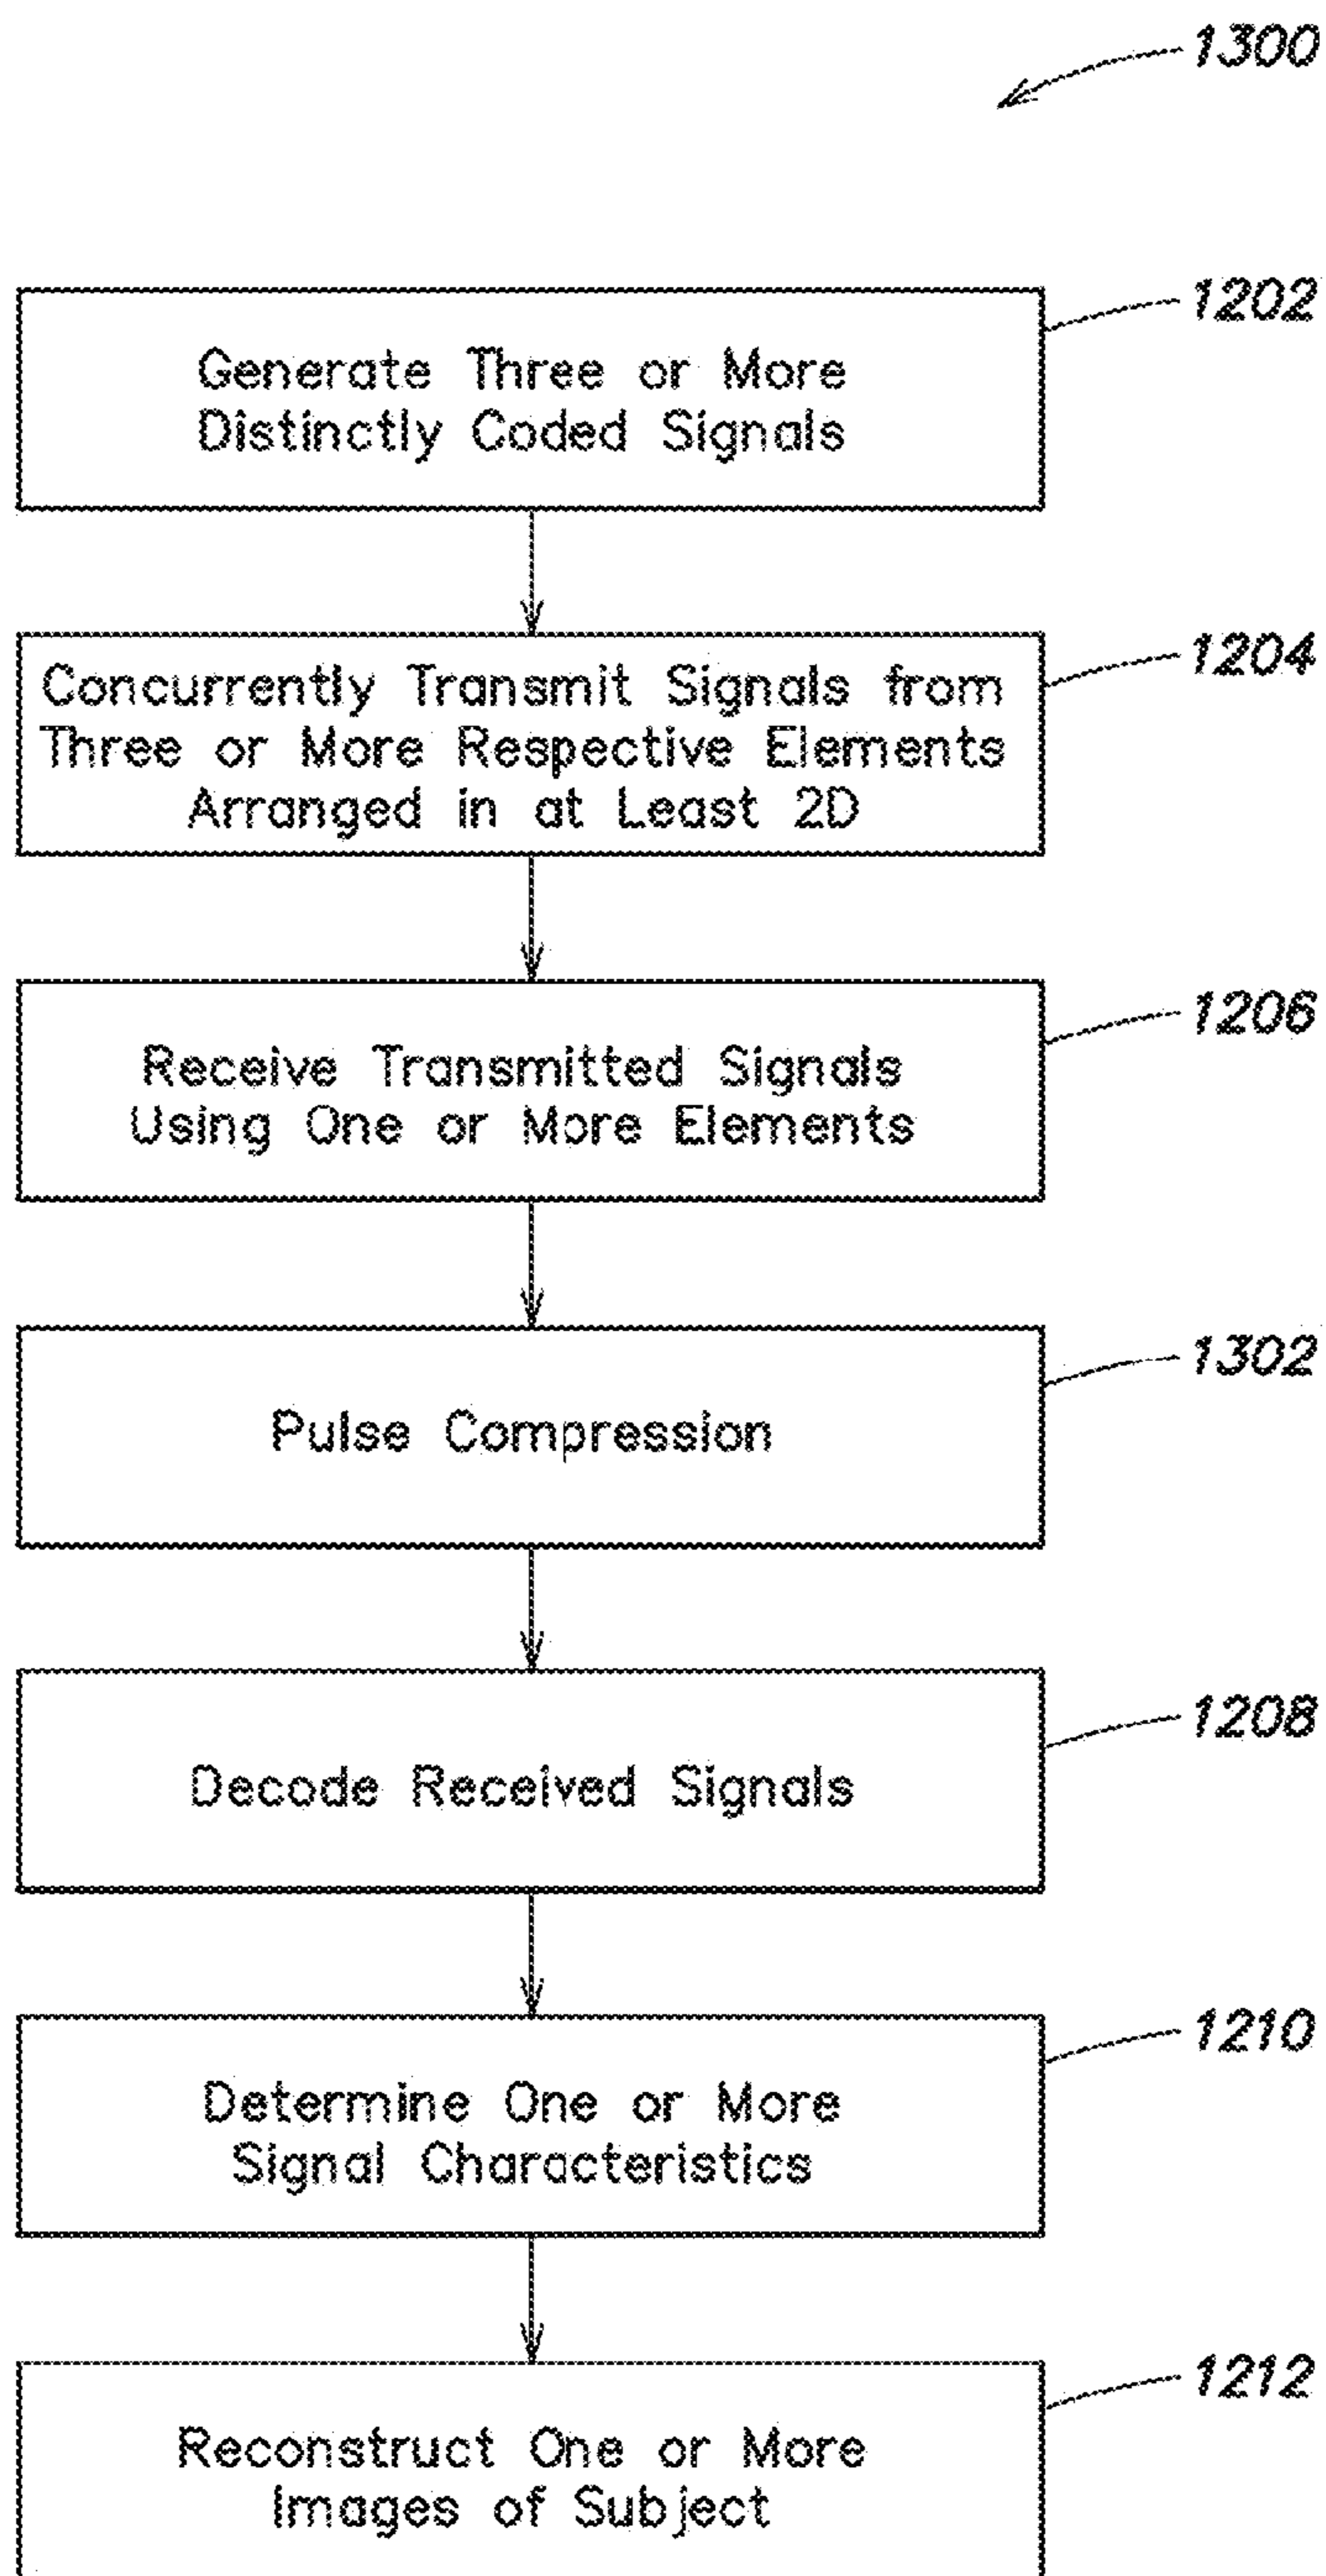 1300
1202
Generate Three or More
Distinctly Coded Signals
1204
Concurrently Transmit Signals from
Three or More Respective Elements
Arranged in at Least 2D
1206
Receive Transmitted Signals
Using One or More Elements
1302
Pulse Compression
1208
Decode Received Signals
1210
Determine One or More
Signal Characteristics
1212
Reconstruct One or More
Images of Subject